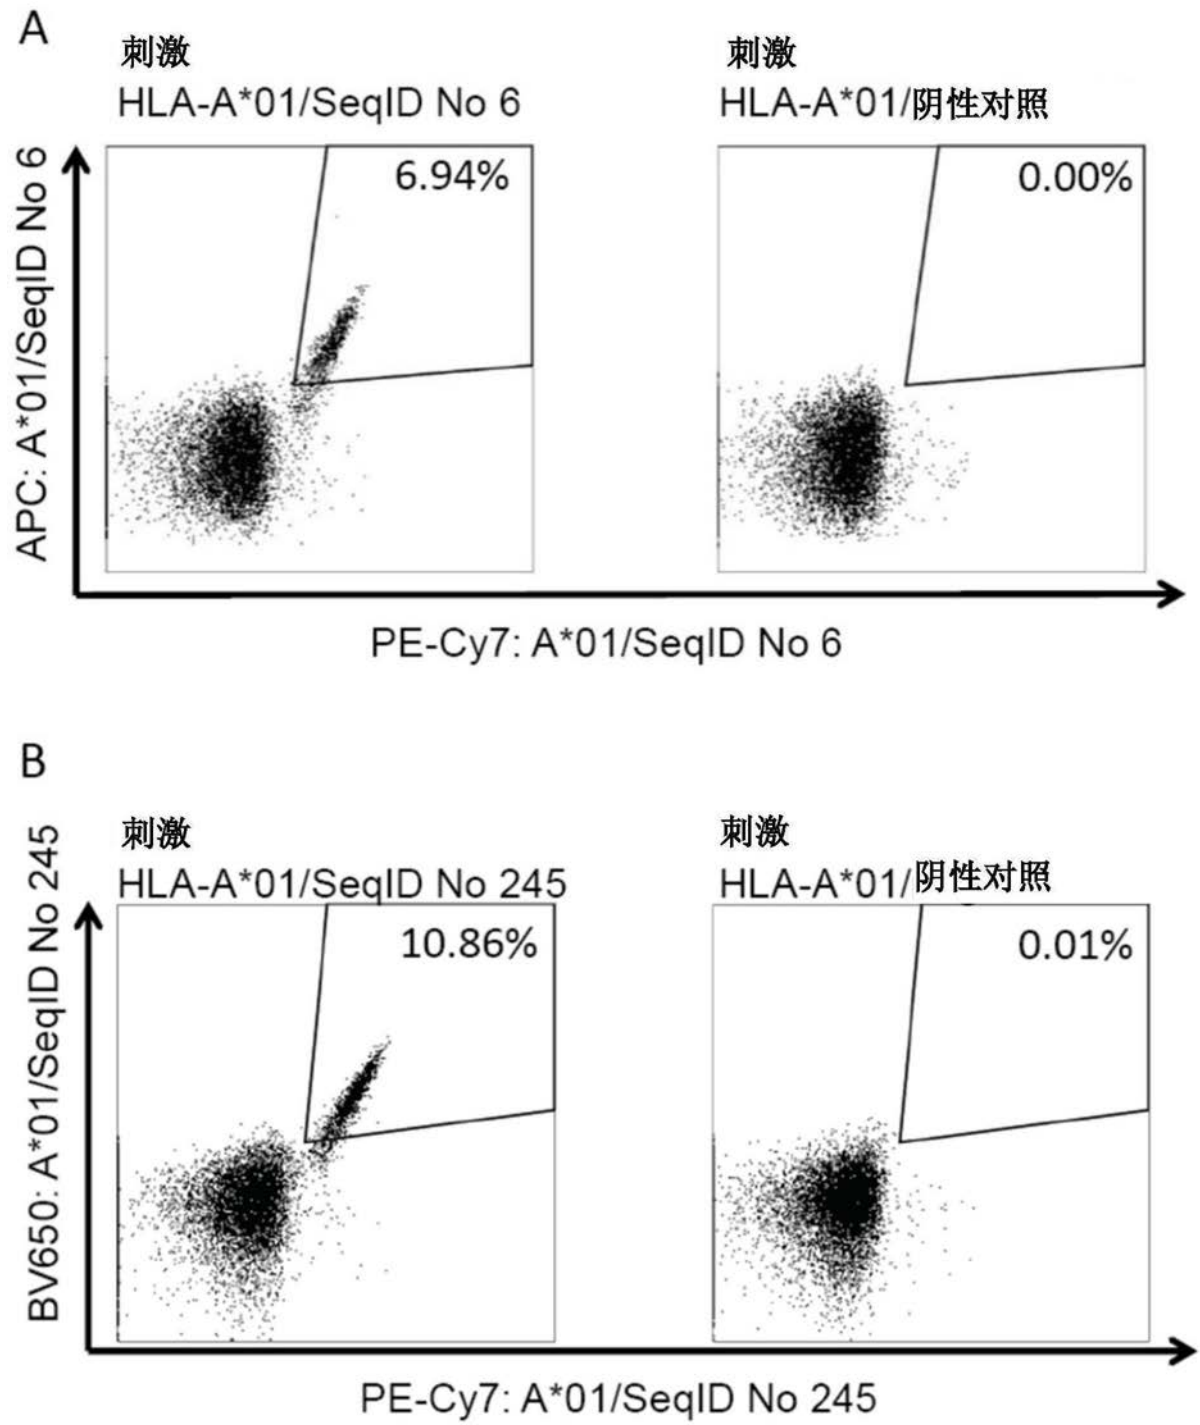 A
刺激
HLA-A*01/SeqID No 6
刺激
HLA-A*01/阴性对照
APC: A*01/SeqID No 6
6.94%
0.00%
PE-Cy7: A*01/SeqID No 6
B
刺激
HLA-A*01/SeqID No 245
刺激
HLA-A*01/阴性对照
BV650: A*01/SeqID No 245
10.86%
0.01%
PE-Cy7: A*01/SeqID No 245